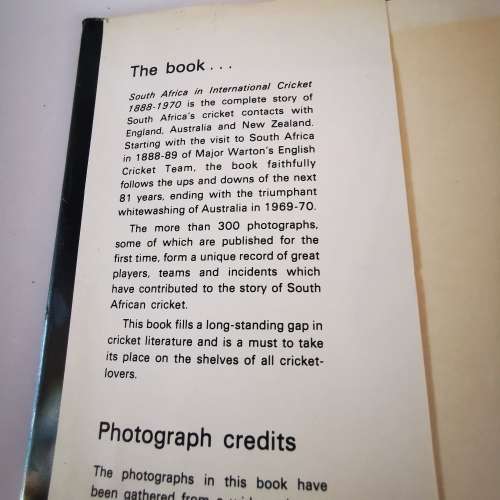 The book . . .
South Africa in International Cricket
1888-1970 is the complete story of
South Africa's cricket contacts with
England, Australia and New Zealand.
Starting with the visit to South Africa
in 1888-89 of Major Warton's English
Cricket Team, the book faithfully
follows the ups and downs of the next
81 years, ending with the triumphant
whitewashing of Australia in 1969-70.
The more than 300 photographs,
some of which are published for the
first time, form a unique record of great
players, teams and incidents which
have contributed to the story of South
African cricket.
This book fills a long-standing gap in
cricket literature and is a must to take
its place on the shelves of all cricket-
lovers.
Photograph credits
The photographs in this book have
been gathered from a